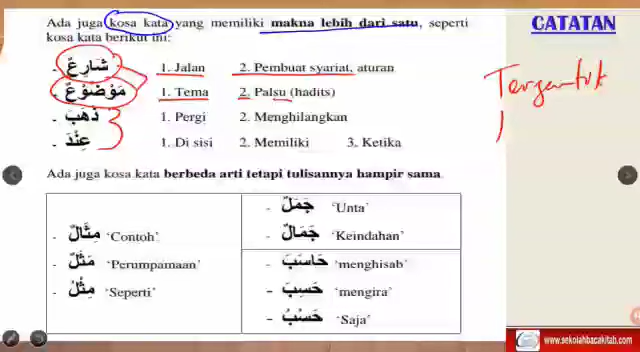 Ada juga kosa kata yang memiliki makna lebih dari satu, seperti
kosa kata berikut ini:
CATATAN
- شَارِعٌ 1. Jalan 2. Pembuat syariat, aturan
- مَوْضُوْعٌ 1. Tema 2. Palsu (hadits)
- ذَهَبَ 1. Pergi 2. Menghilangkan
- عِنْدَ 1. Di sisi 2. Memiliki 3. Ketika
Tergantuk
Ada juga kosa kata berbeda arti tetapi tulisannya hampir sama.
- جَمَلٌ 'Unta'
- مِثَالٌ 'Contoh' - جَمَالٌ 'Keindahan'
- مَثَلٌ 'Perumpamaan' - حَاسَبَ 'menghisab'
- مِثْلُ 'Seperti' - حَسِبَ 'mengira'
- حَسْبُ 'Saja'
www.sekolahbacakitab.com